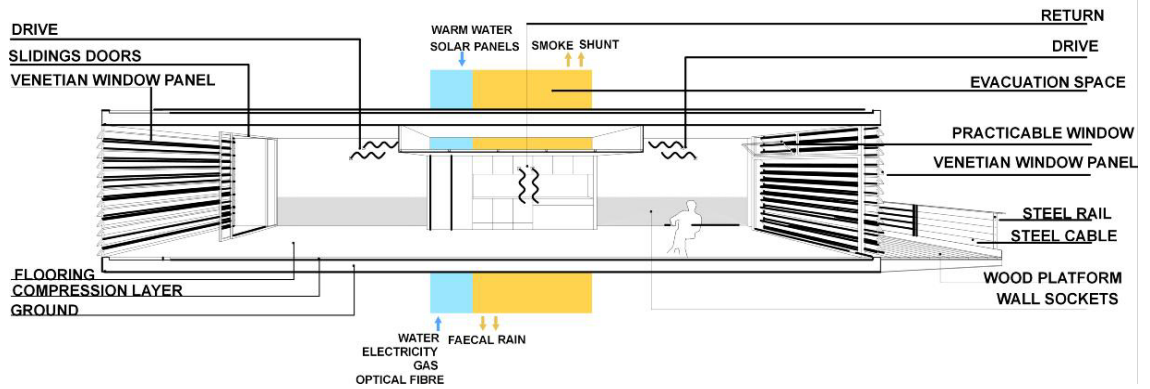 DRIVE
SLIDINGS DOORS
VENETIAN WINDOW PANEL
WARM WATER
SOLAR PANELS
SMOKE SHUNT
RETURN
DRIVE
EVACUATION SPACE
PRACTICABLE WINDOW
VENETIAN WINDOW PANEL
STEEL RAIL
STEEL CABLE
WOOD PLATFORM
WALL SOCKETS
FLOORING
COMPRESSION LAYER
GROUND
WATER
ELECTRICITY
GAS
OPTICAL FIBRE
FAECAL RAIN